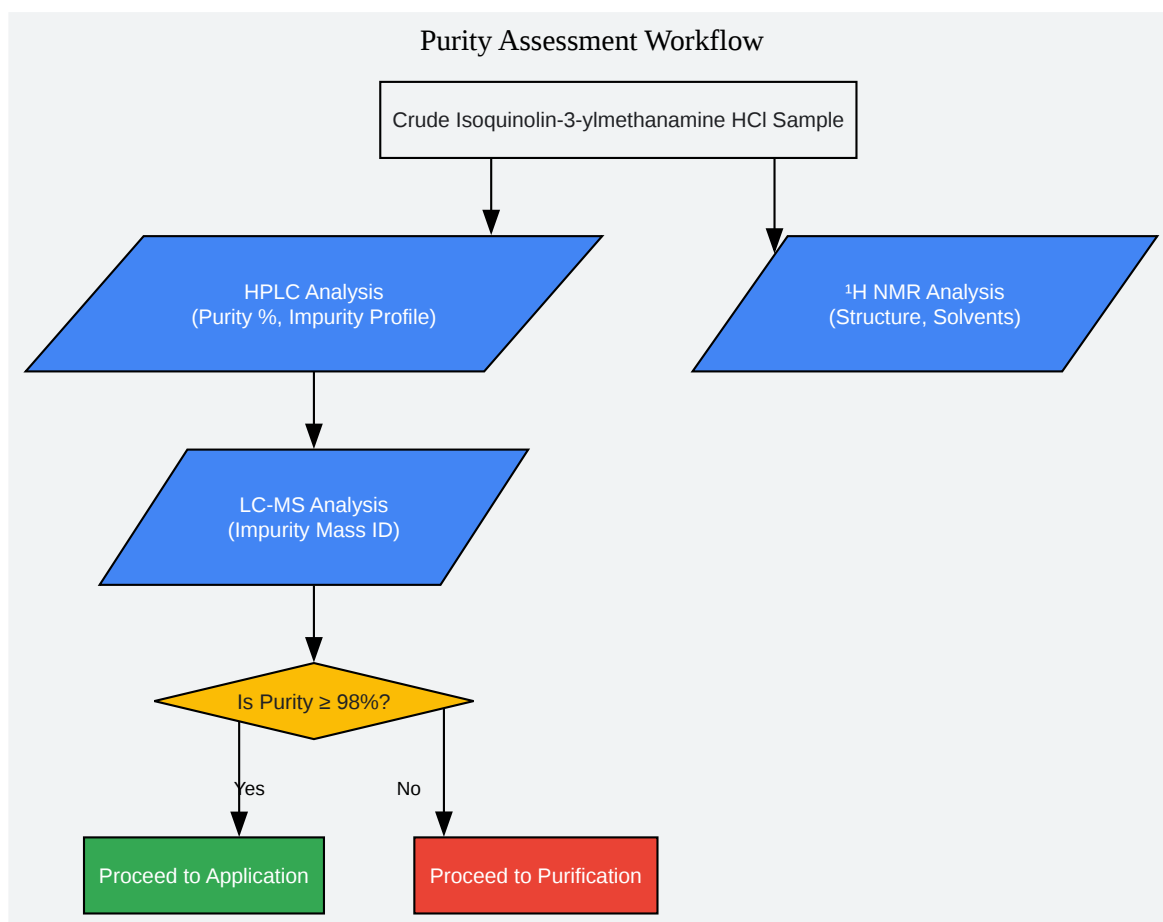 Purity Assessment Workflow
Crude Isoquinolin-3-ylmethanamine HCl Sample
HPLC Analysis
(Purity %, Impurity Profile)
¹H NMR Analysis
(Structure, Solvents)
LC-MS Analysis
(Impurity Mass ID)
Is Purity ≥ 98%?
Yes
No
Proceed to Application
Proceed to Purification